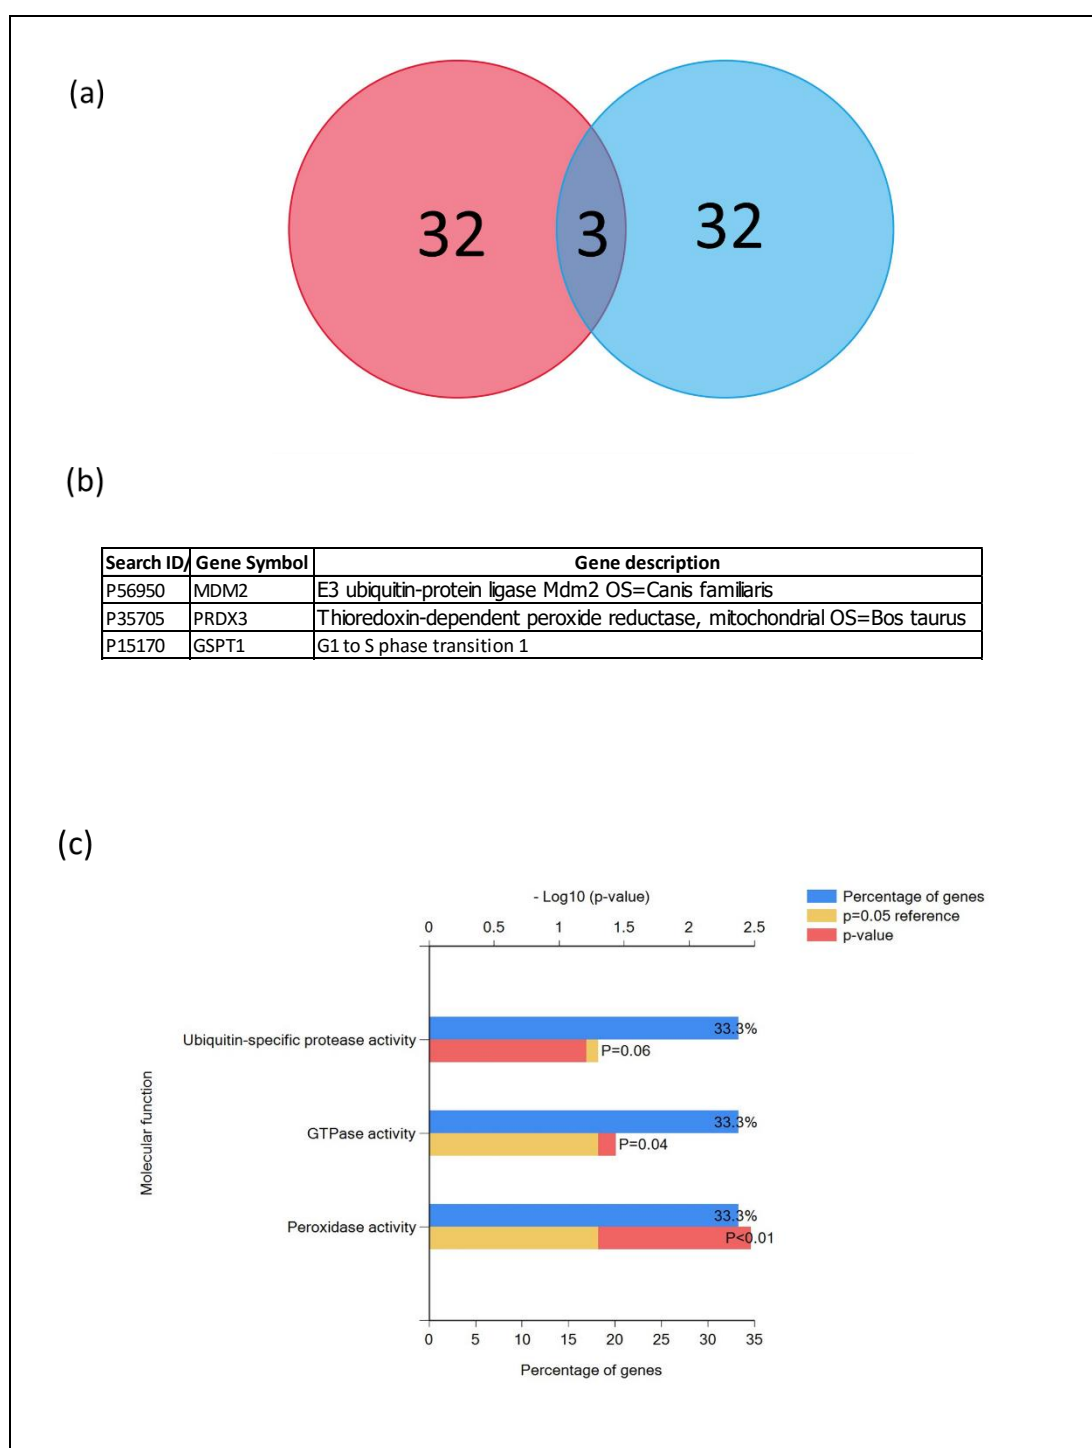 (a)
32 3 32
(b)
Search ID/ Gene Symbol Gene description
P56950 MDM2 E3 ubiquitin-protein ligase Mdm2 OS=Canis familiaris
P35705 PRDX3 Thioredoxin-dependent peroxide reductase, mitochondrial OS=Bos taurus
P15170 GSPT1 G1 to S phase transition 1
(c)
- Log10 (p-value)
0 0.5 1 1.5 2 2.5
Percentage of genes
p=0.05 reference
p-value
Molecular function
33.3%
Ubiquitin-specific protease activity
P=0.06
33.3%
GTPase activity
P=0.04
33.3%
Peroxidase activity
P<0.01
0 5 10 15 20 25 30 35
Percentage of genes